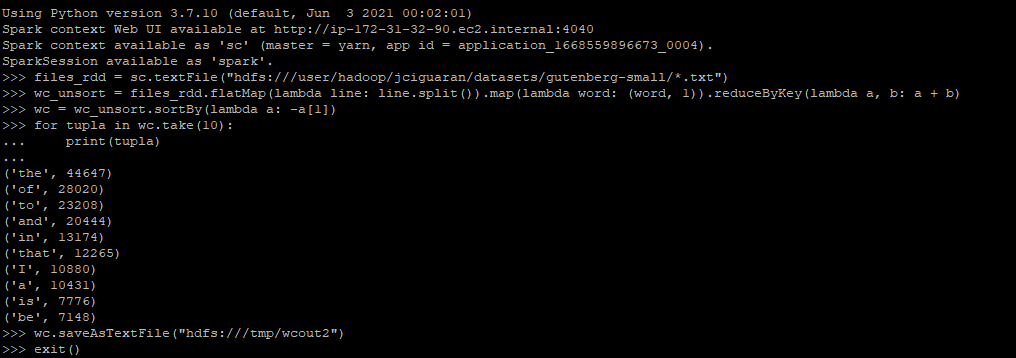 Using Python version 3.7.10 (default, Jun  3 2021 00:02:01)
Spark context Web UI available at http://ip-172-31-32-90.ec2.internal:4040
Spark context available as 'sc' (master = yarn, app id = application_1668559896673_0004).
SparkSession available as 'spark'.
>>> files_rdd = sc.textFile("hdfs:///user/hadoop/jciguaran/datasets/gutenberg-small/*.txt")
>>> wc_unsort = files_rdd.flatMap(lambda line: line.split()).map(lambda word: (word, 1)).reduceByKey(lambda a, b: a + b)
>>> wc = wc_unsort.sortBy(lambda a: -a[1])
>>> for tupla in wc.take(10):
...     print(tupla)
...
('the', 44647)
('of', 28020)
('to', 23208)
('and', 20444)
('in', 13174)
('that', 12265)
('I', 10880)
('a', 10431)
('is', 7776)
('be', 7148)
>>> wc.saveAsTextFile("hdfs:///tmp/wcout2")
>>> exit()